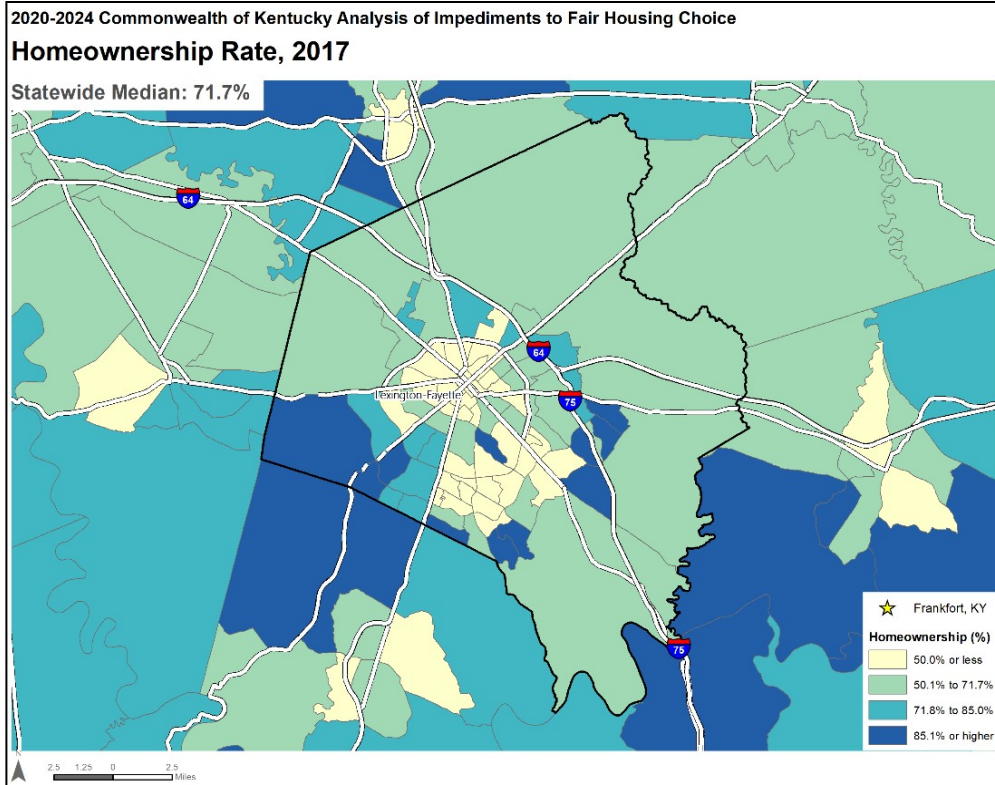 2020-2024 Commonwealth of Kentucky Analysis of Impediments to Fair Housing Choice
Homeownership Rate, 2017
Statewide Median: 71.7%
64
64
Lexington-Fayette
75
75
Frankfort, KY
Homeownership (%)
50.0% or less
50.1% to 71.7%
71.8% to 85.0%
85.1% or higher
N
2.5 1.25 0 2.5
Miles